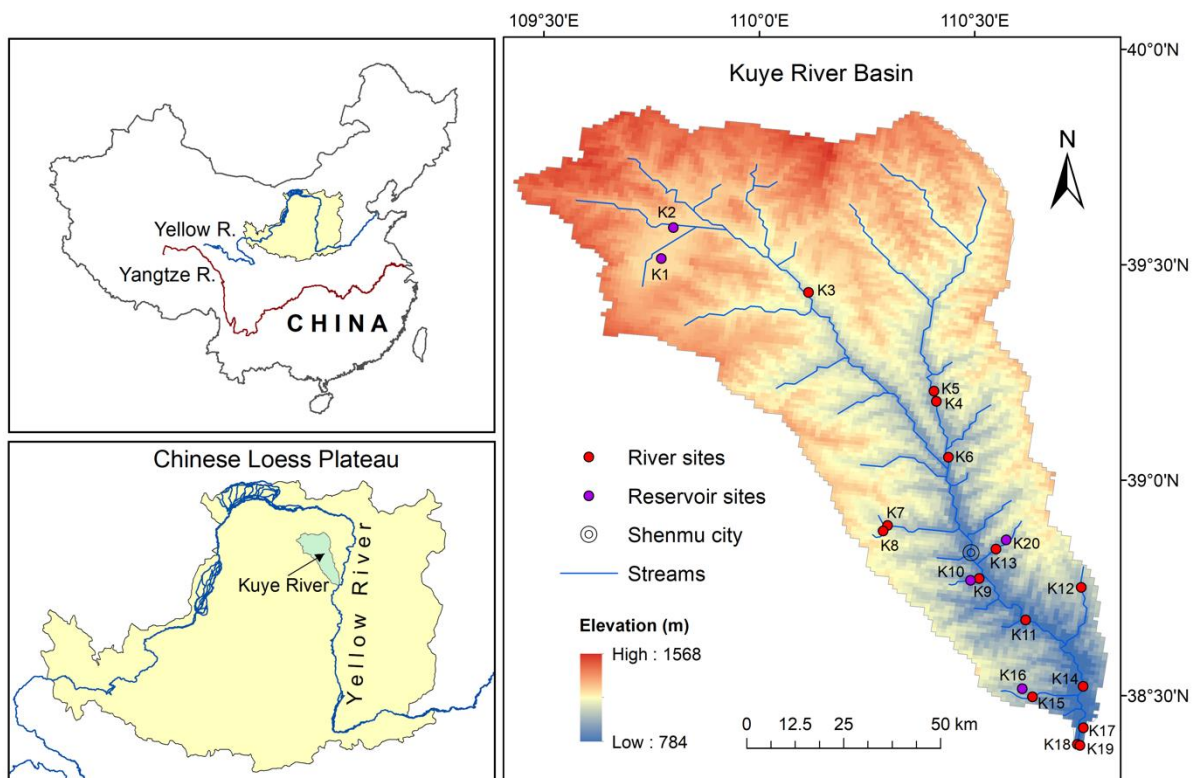 Yellow R.
Yangtze R.
CHINA
Chinese Loess Plateau
Kuye River
Yellow River
109°30'E
110°0'E
110°30'E
40°0'N
39°30'N
39°0'N
38°30'N
Kuye River Basin
N
K2
K1
K3
K5
K4
K6
K7
K8
K20
K13
K10
K9
K12
K11
K16
K14
K15
K17
K18
K19
River sites
Reservoir sites
Shenmu city
Streams
Elevation (m)
High : 1568
Low : 784
0 12.5 25 50 km